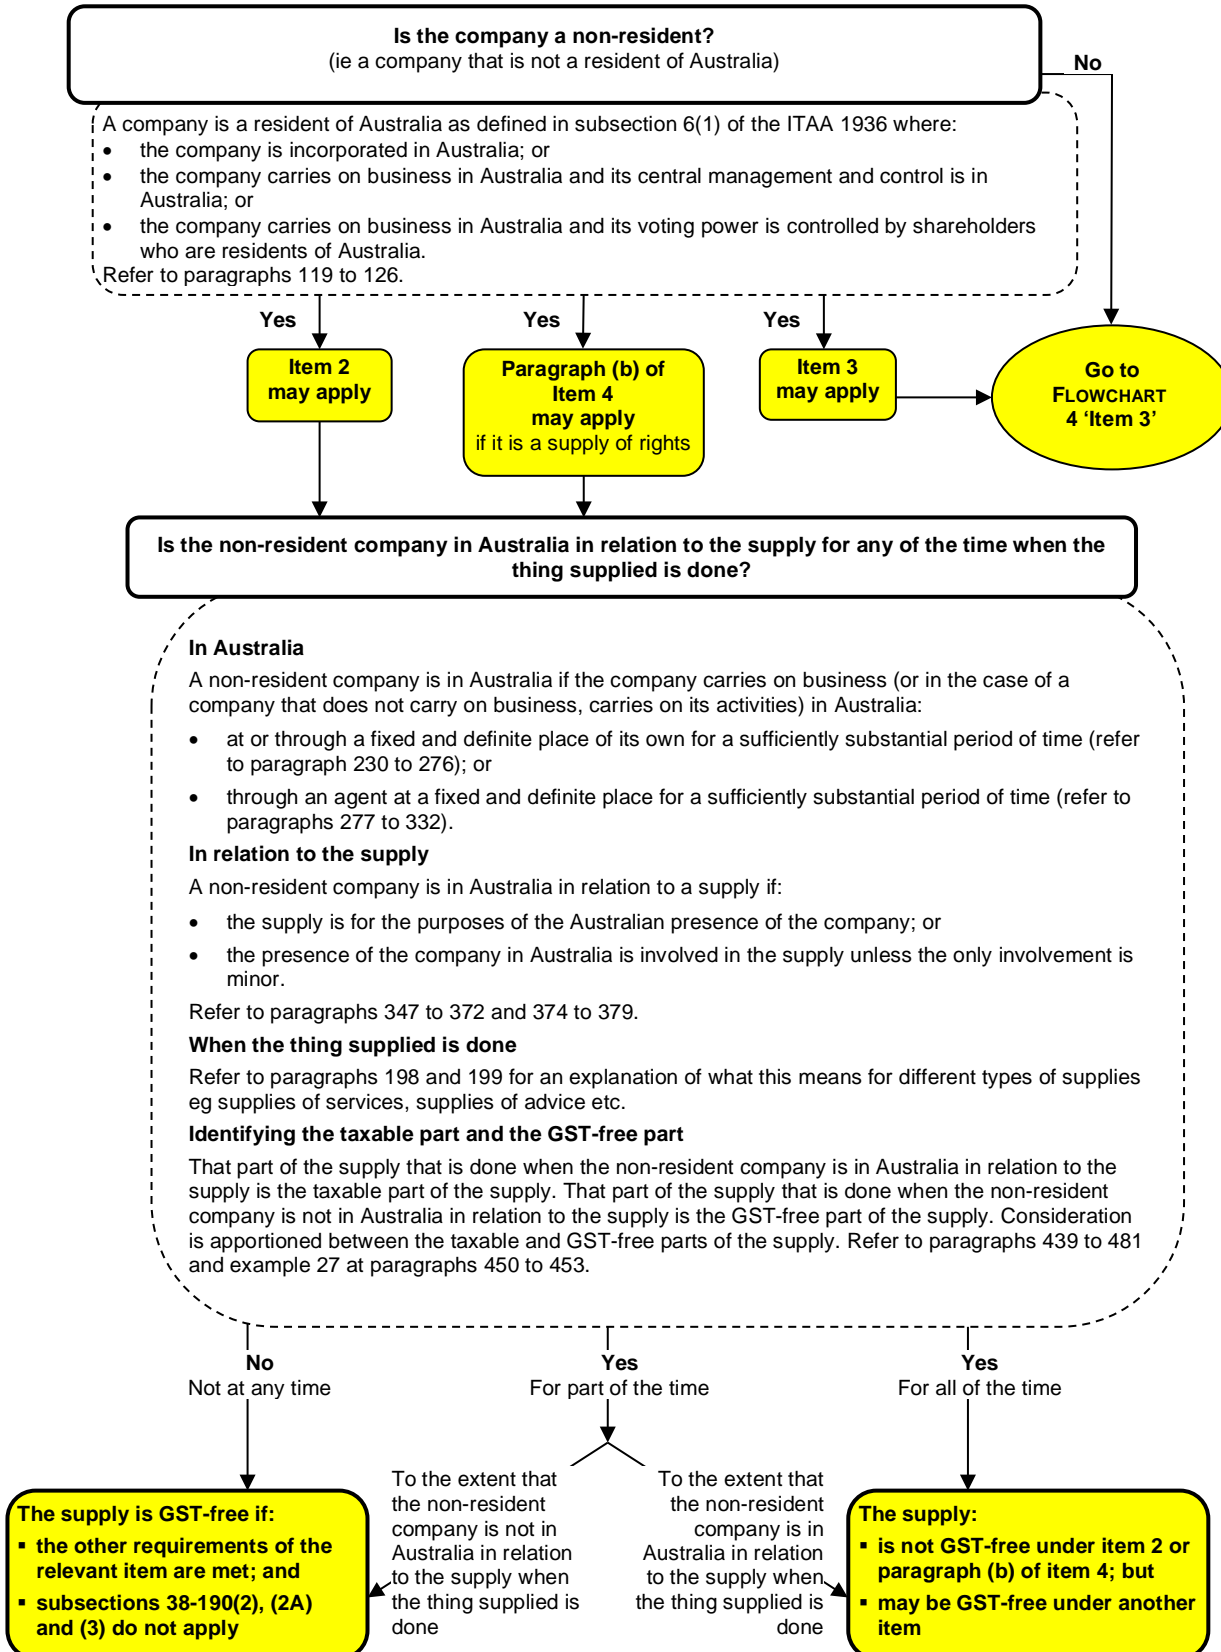 Is the company a non-resident?
(ie a company that is not a resident of Australia)
No
A company is a resident of Australia as defined in subsection 6(1) of the ITAA 1936 where:
• the company is incorporated in Australia; or
• the company carries on business in Australia and its central management and control is in
Australia; or
• the company carries on business in Australia and its voting power is controlled by shareholders
who are residents of Australia.
Refer to paragraphs 119 to 126.
Yes
Yes
Yes
Item 2
may apply
Paragraph (b) of
Item 4
may apply
if it is a supply of rights
Item 3
may apply
Go to
FLOWCHART
4 ‘Item 3’
Is the non-resident company in Australia in relation to the supply for any of the time when the
thing supplied is done?
In Australia
A non-resident company is in Australia if the company carries on business (or in the case of a
company that does not carry on business, carries on its activities) in Australia:
• at or through a fixed and definite place of its own for a sufficiently substantial period of time (refer
to paragraph 230 to 276); or
• through an agent at a fixed and definite place for a sufficiently substantial period of time (refer to
paragraphs 277 to 332).
In relation to the supply
A non-resident company is in Australia in relation to a supply if:
• the supply is for the purposes of the Australian presence of the company; or
• the presence of the company in Australia is involved in the supply unless the only involvement is
minor.
Refer to paragraphs 347 to 372 and 374 to 379.
When the thing supplied is done
Refer to paragraphs 198 and 199 for an explanation of what this means for different types of supplies
eg supplies of services, supplies of advice etc.
Identifying the taxable part and the GST-free part
That part of the supply that is done when the non-resident company is in Australia in relation to the
supply is the taxable part of the supply. That part of the supply that is done when the non-resident
company is not in Australia in relation to the supply is the GST-free part of the supply. Consideration
is apportioned between the taxable and GST-free parts of the supply. Refer to paragraphs 439 to 481
and example 27 at paragraphs 450 to 453.
No
Not at any time
Yes
For part of the time
Yes
For all of the time
The supply is GST-free if:
▪ the other requirements of the
relevant item are met; and
▪ subsections 38-190(2), (2A)
and (3) do not apply
To the extent that
the non-resident
company is not in
Australia in relation
to the supply when
the thing supplied is
done
To the extent that
the non-resident
company is in
Australia in relation
to the supply when
the thing supplied is
done
The supply:
▪ is not GST-free under item 2 or
paragraph (b) of item 4; but
▪ may be GST-free under another
item